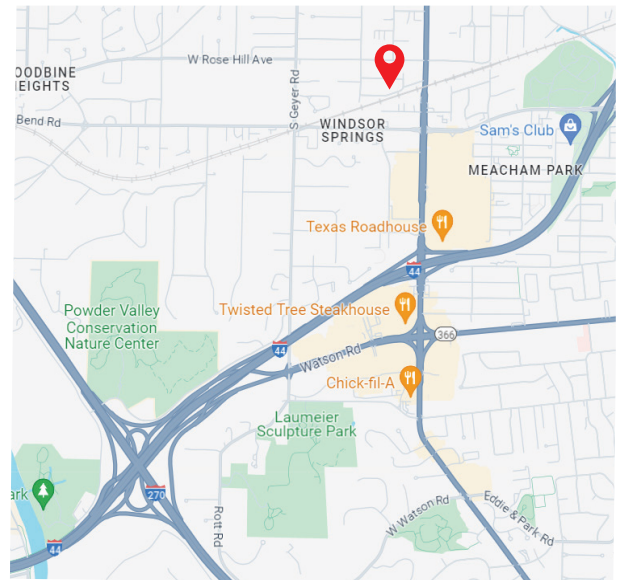 W Rose Hill Ave
OODBINE
HEIGHTS
S Geyer Rd
Bend Rd
WINDSOR
SPRINGS
Sam's Club
MEACHAM PARK
Texas Roadhouse
44
Twisted Tree Steakhouse
Powder Valley
Conservation
Nature Center
366
44
Watson Rd
Chick-fil-A
Laumeier
Sculpture Park
ark
270
Rott Rd
W Watson Rd
Eddie & Park Rd
44